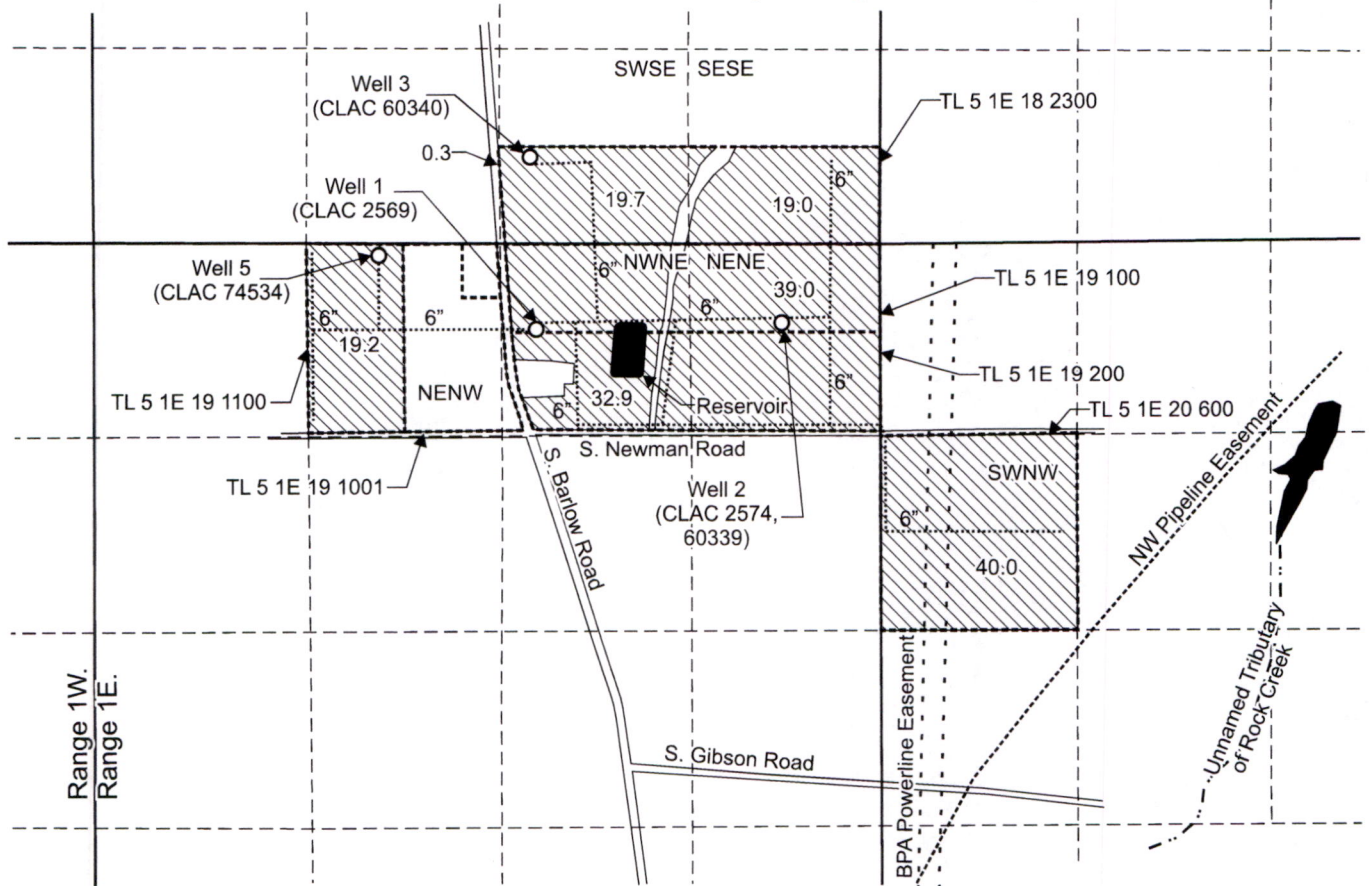 SWSE SESE
Well 3
(CLAC 60340)
TL 5 1E 18 2300
0.3
Well 1
(CLAC 2569)
19.7
19.0
6”
Well 5
(CLAC 74534)
6”
NWNE NENE
39.0
TL 5 1E 19 100
6”
6”
6”
19.2
NENW
TL 5 1E 19 200
6”
TL 5 1E 19 1100
6”
32.9
Reservoir
TL 5 1E 20 600
S. Newman Road
TL 5 1E 19 1001
Well 2
(CLAC 2574,
60339)
SWNW
6”
40.0
S. Barlow Road
NW Pipeline Easement
Range 1W.
Range 1E.
S. Gibson Road
BPA Powerline Easement
Unnamed Tributary
of Rock Creek